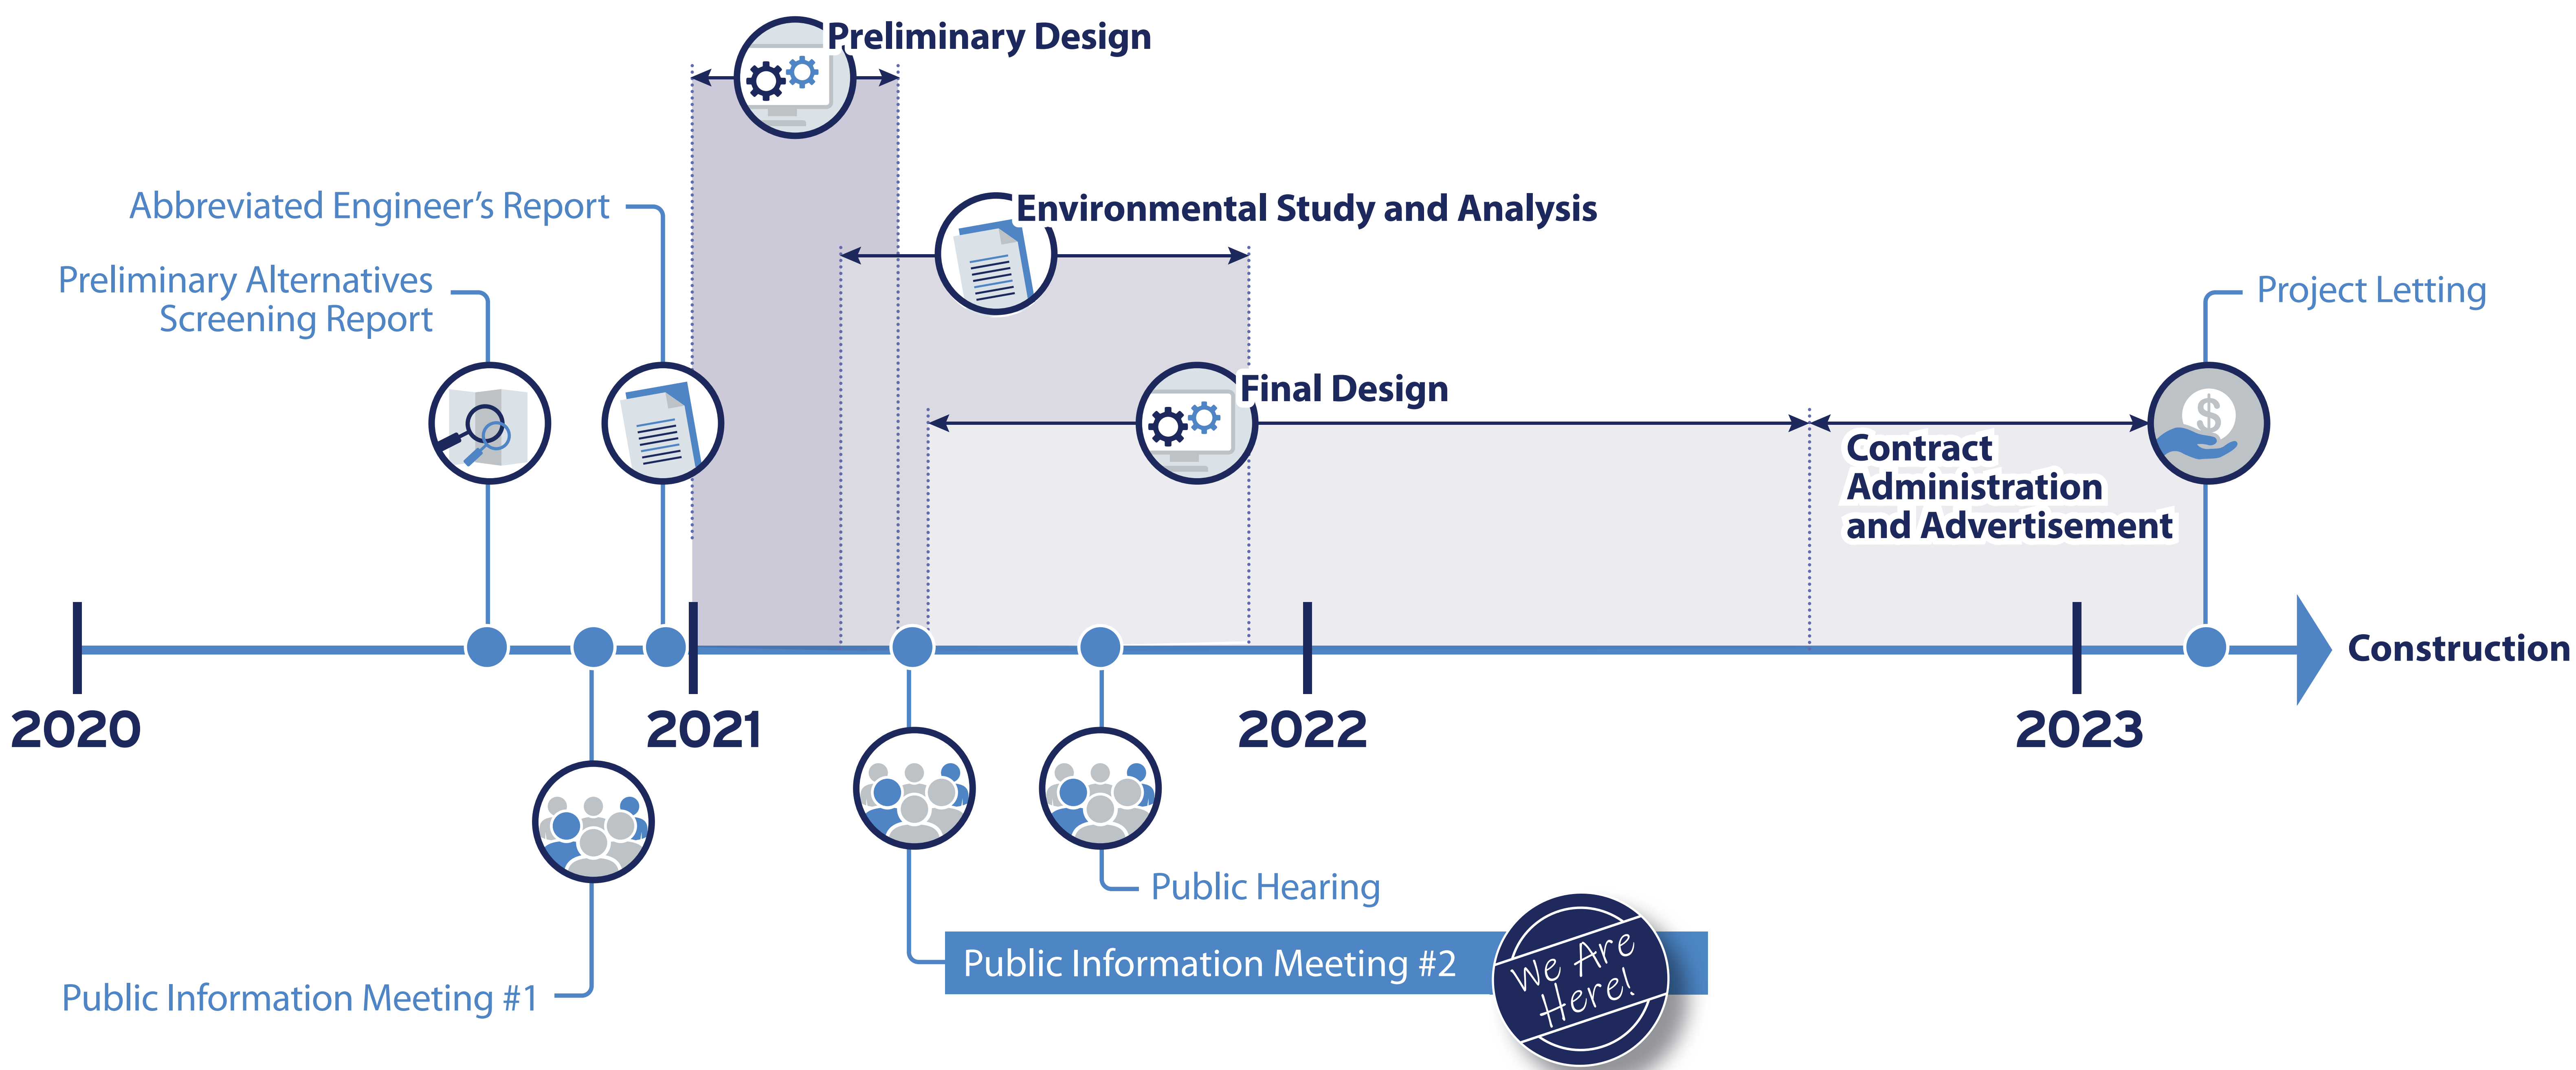 Preliminary Design
Abbreviated Engineer’s Report
Environmental Study and Analysis
Preliminary Alternatives
Screening Report
Project Letting
Final Design
Contract
Administration
and Advertisement
$
Construction
2020
2021
2022
2023
Public Hearing
Public Information Meeting #2
We Are
Here!
Public Information Meeting #1